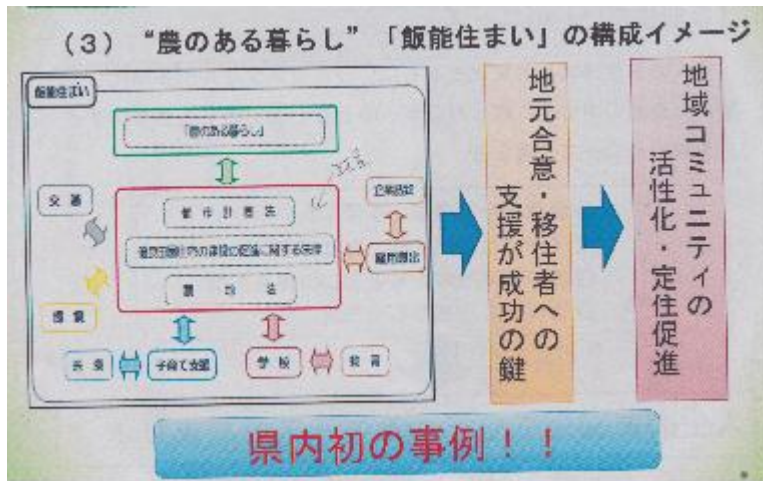 （3） “農のある暮らし” 「飯能住まい」の構成イメージ
飯能住まい
「農のある暮らし」
都市計画法
農地法
交通
環境
企業誘致
雇用創出
子育て支援
学校
教育
地元合意・移住者への
支援が成功の鍵
地域コミュニティの
活性化・定住促進
県内初の事例！！